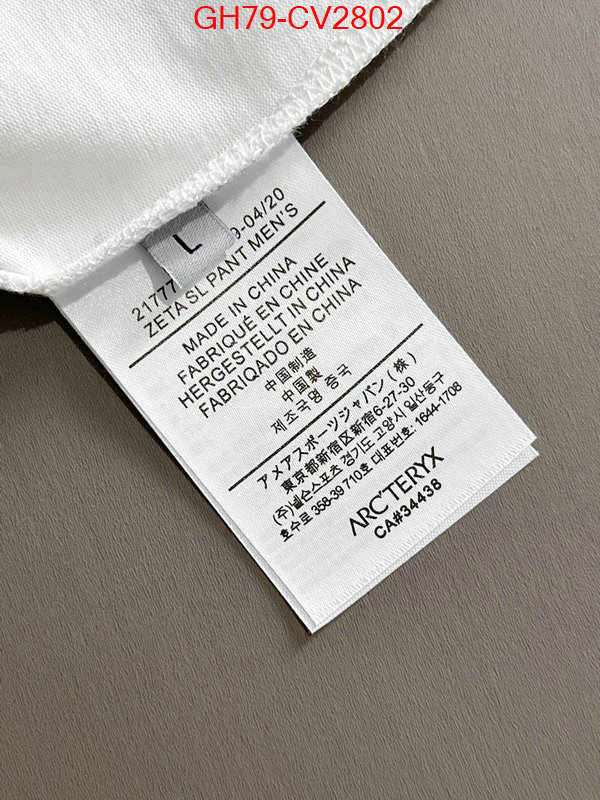 GH79-CV2802
L
21777 9-04/20
ZETA SL PANT MEN'S
MADE IN CHINA
FABRIQUÉ EN CHINE
HERGESTELLT IN CHINA
FABRIQADO EN CHINA
中国制造
中国製
제조국명 중국
アメアスポーツジャパン(株)
東京都新宿区新宿6-27-30
(주)넬슨스포츠 경기도 고양시 일산동구
호수로 358-39 710호 대표번호: 1644-1708
ARC'TERYX
CA#34438